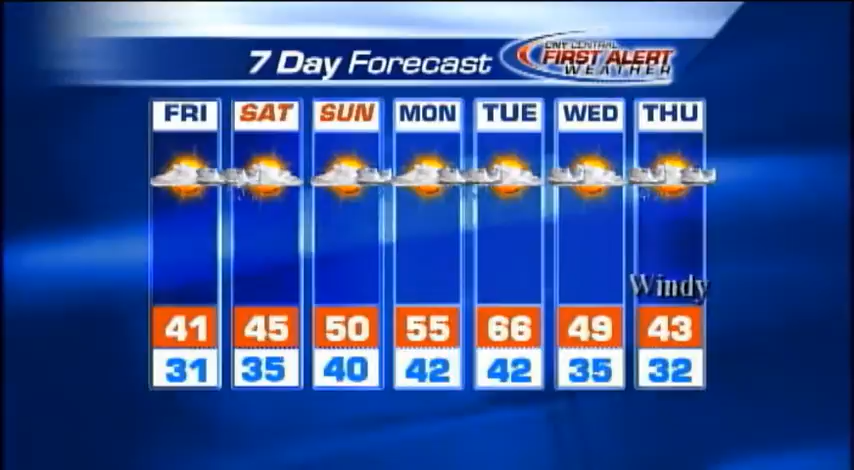 7 Day Forecast
CNY CENTRAL
FIRST ALERT
WEATHER
FRI SAT SUN MON TUE WED THU
Windy
41 45 50 55 66 49 43
31 35 40 42 42 35 32